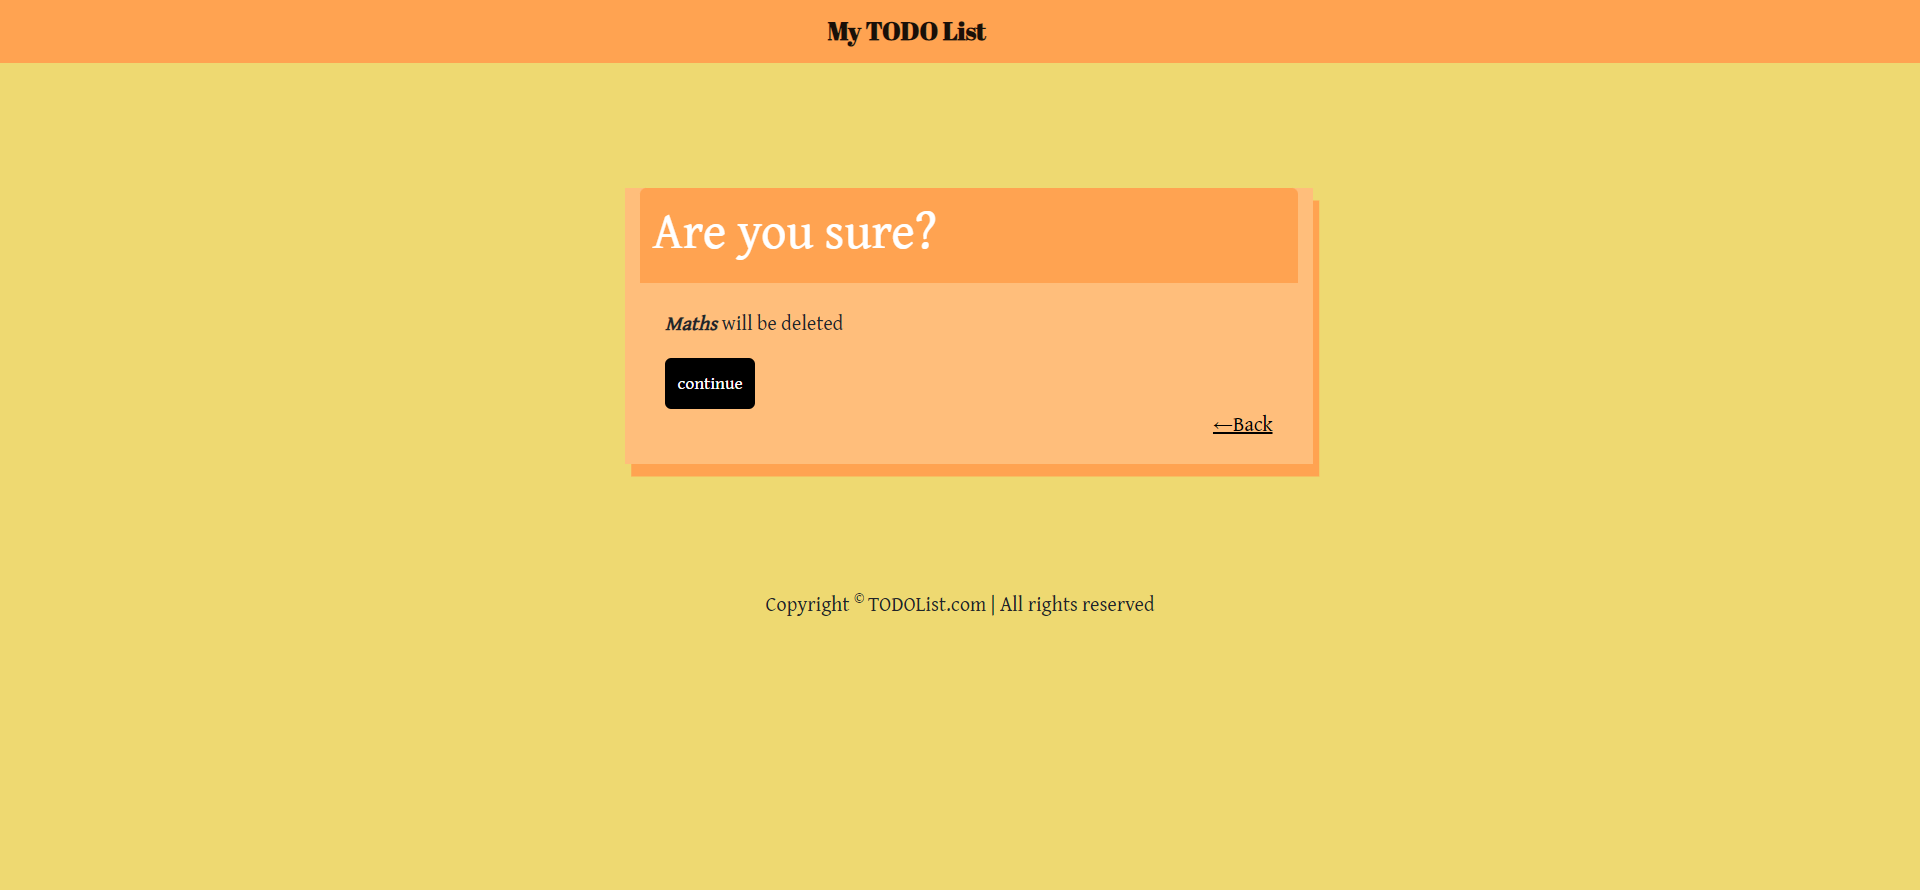 My TODO List
Are you sure?
Maths will be deleted
continue
←Back
Copyright © TODOList.com | All rights reserved